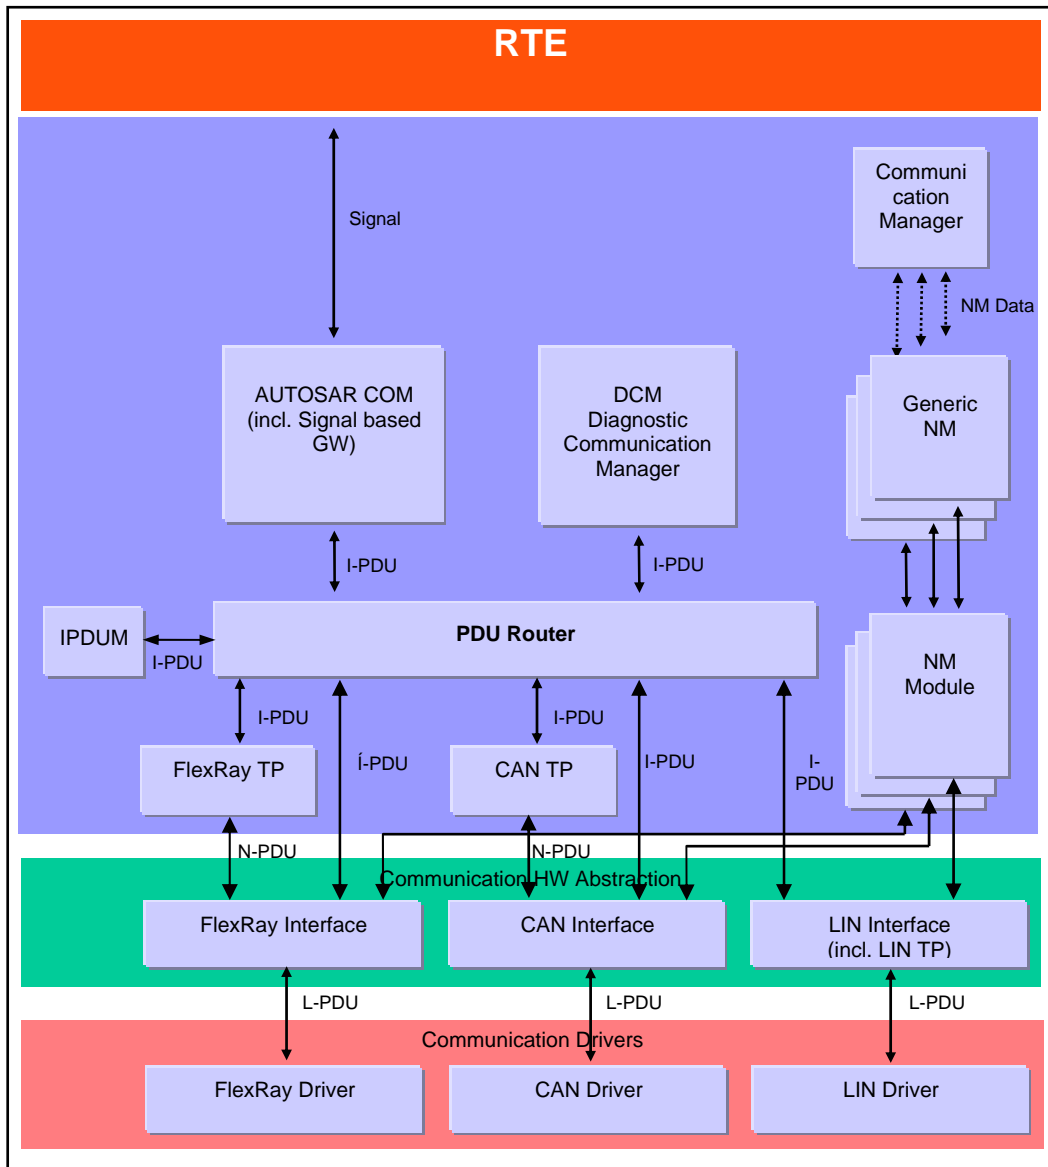 RTE
Signal
Communi
cation
Manager
NM Data
AUTOSAR COM
(incl. Signal based
GW)
DCM
Diagnostic
Communication
Manager
Generic
NM
I-PDU
I-PDU
IPDUM
I-PDU
PDU Router
NM
Module
I-PDU
Í-PDU
I-PDU
I-PDU
I-
PDU
FlexRay TP
CAN TP
N-PDU
N-PDU
Communication HW Abstraction
FlexRay Interface
CAN Interface
LIN Interface
(incl. LIN TP)
L-PDU
L-PDU
L-PDU
Communication Drivers
FlexRay Driver
CAN Driver
LIN Driver